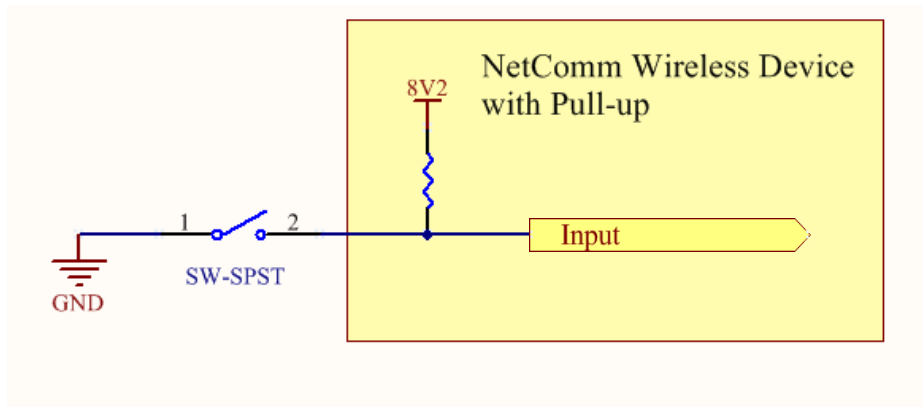 NetComm Wireless Device
with Pull-up
8V2
1
2
Input
SW-SPST
GND